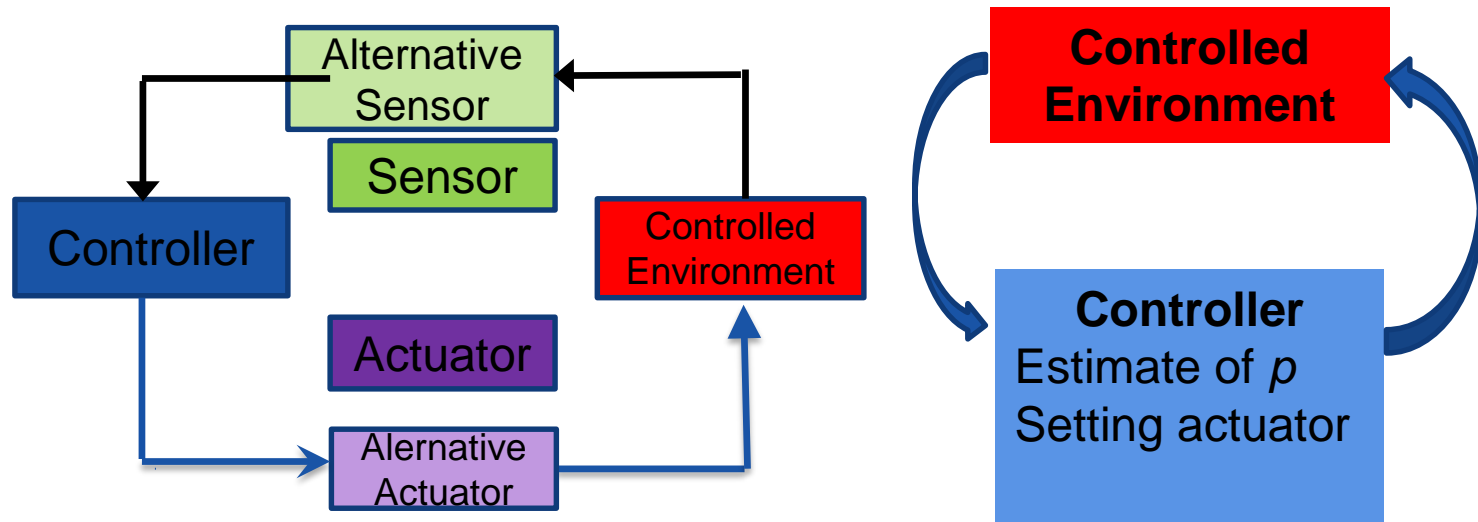 Alternative
Sensor
Sensor
Controller
Controlled
Environment
Actuator
Alernative
Actuator
Controlled
Environment
Controller
Estimate of p
Setting actuator